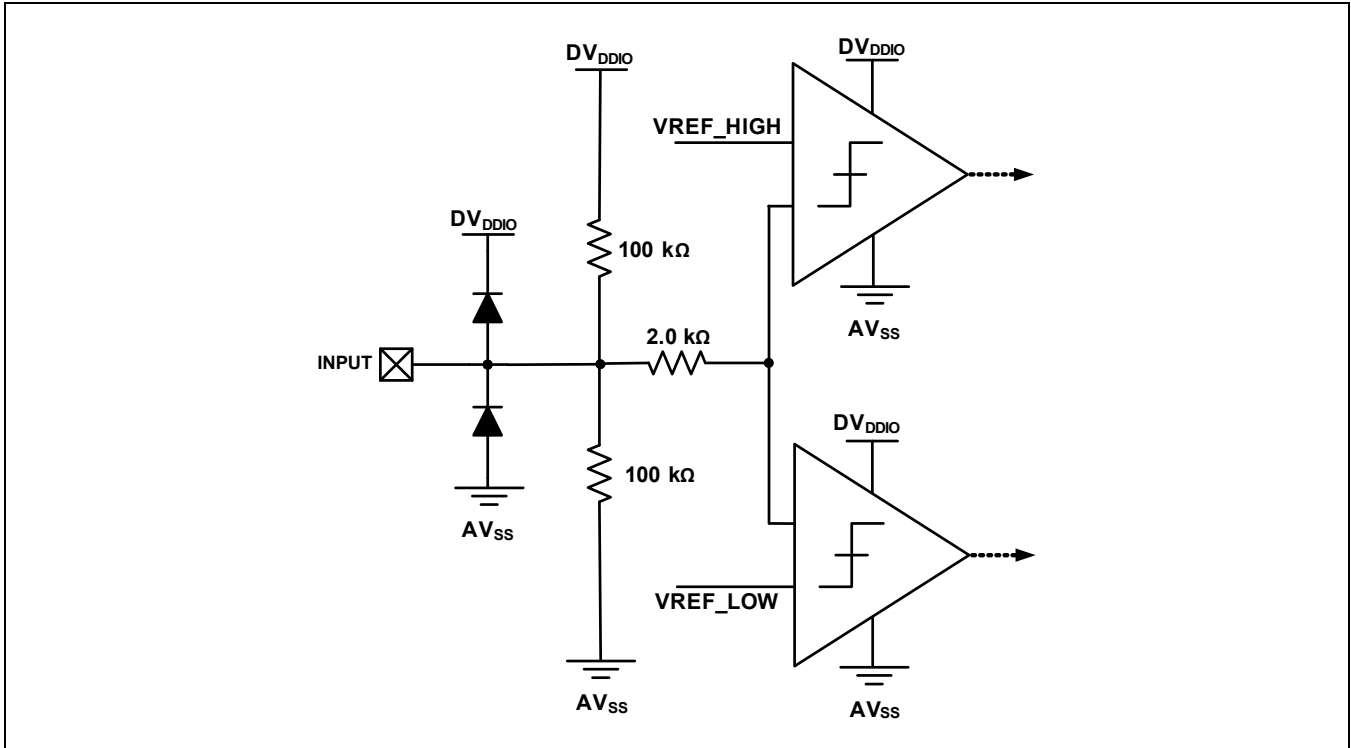 DVDDIO
DVDDIO
VREF_HIGH
DVDDIO
100 kΩ
AVSS
2.0 kΩ
INPUT
DVDDIO
100 kΩ
AVSS
VREF_LOW
AVSS
AVSS